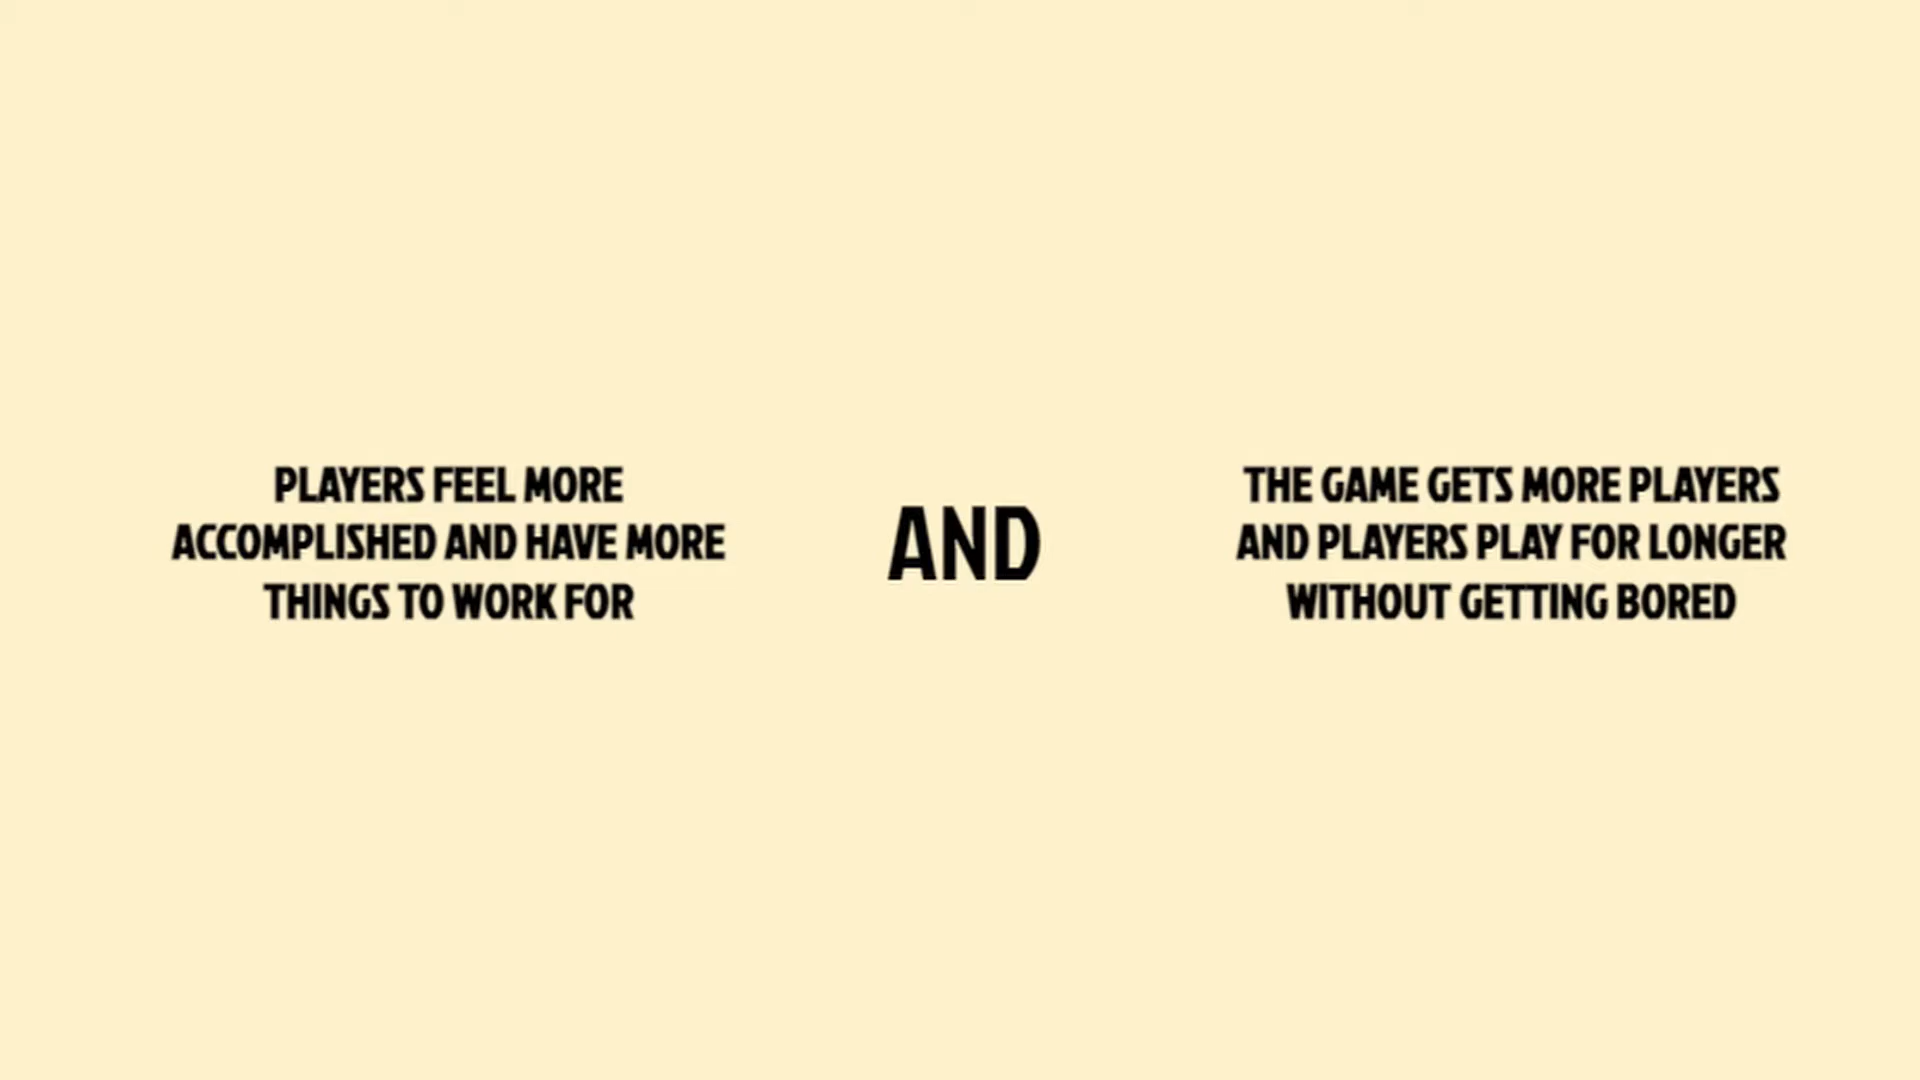 PLAYERS FEEL MORE
ACCOMPLISHED AND HAVE MORE
THINGS TO WORK FOR
AND
THE GAME GETS MORE PLAYERS
AND PLAYERS PLAY FOR LONGER
WITHOUT GETTING BORED